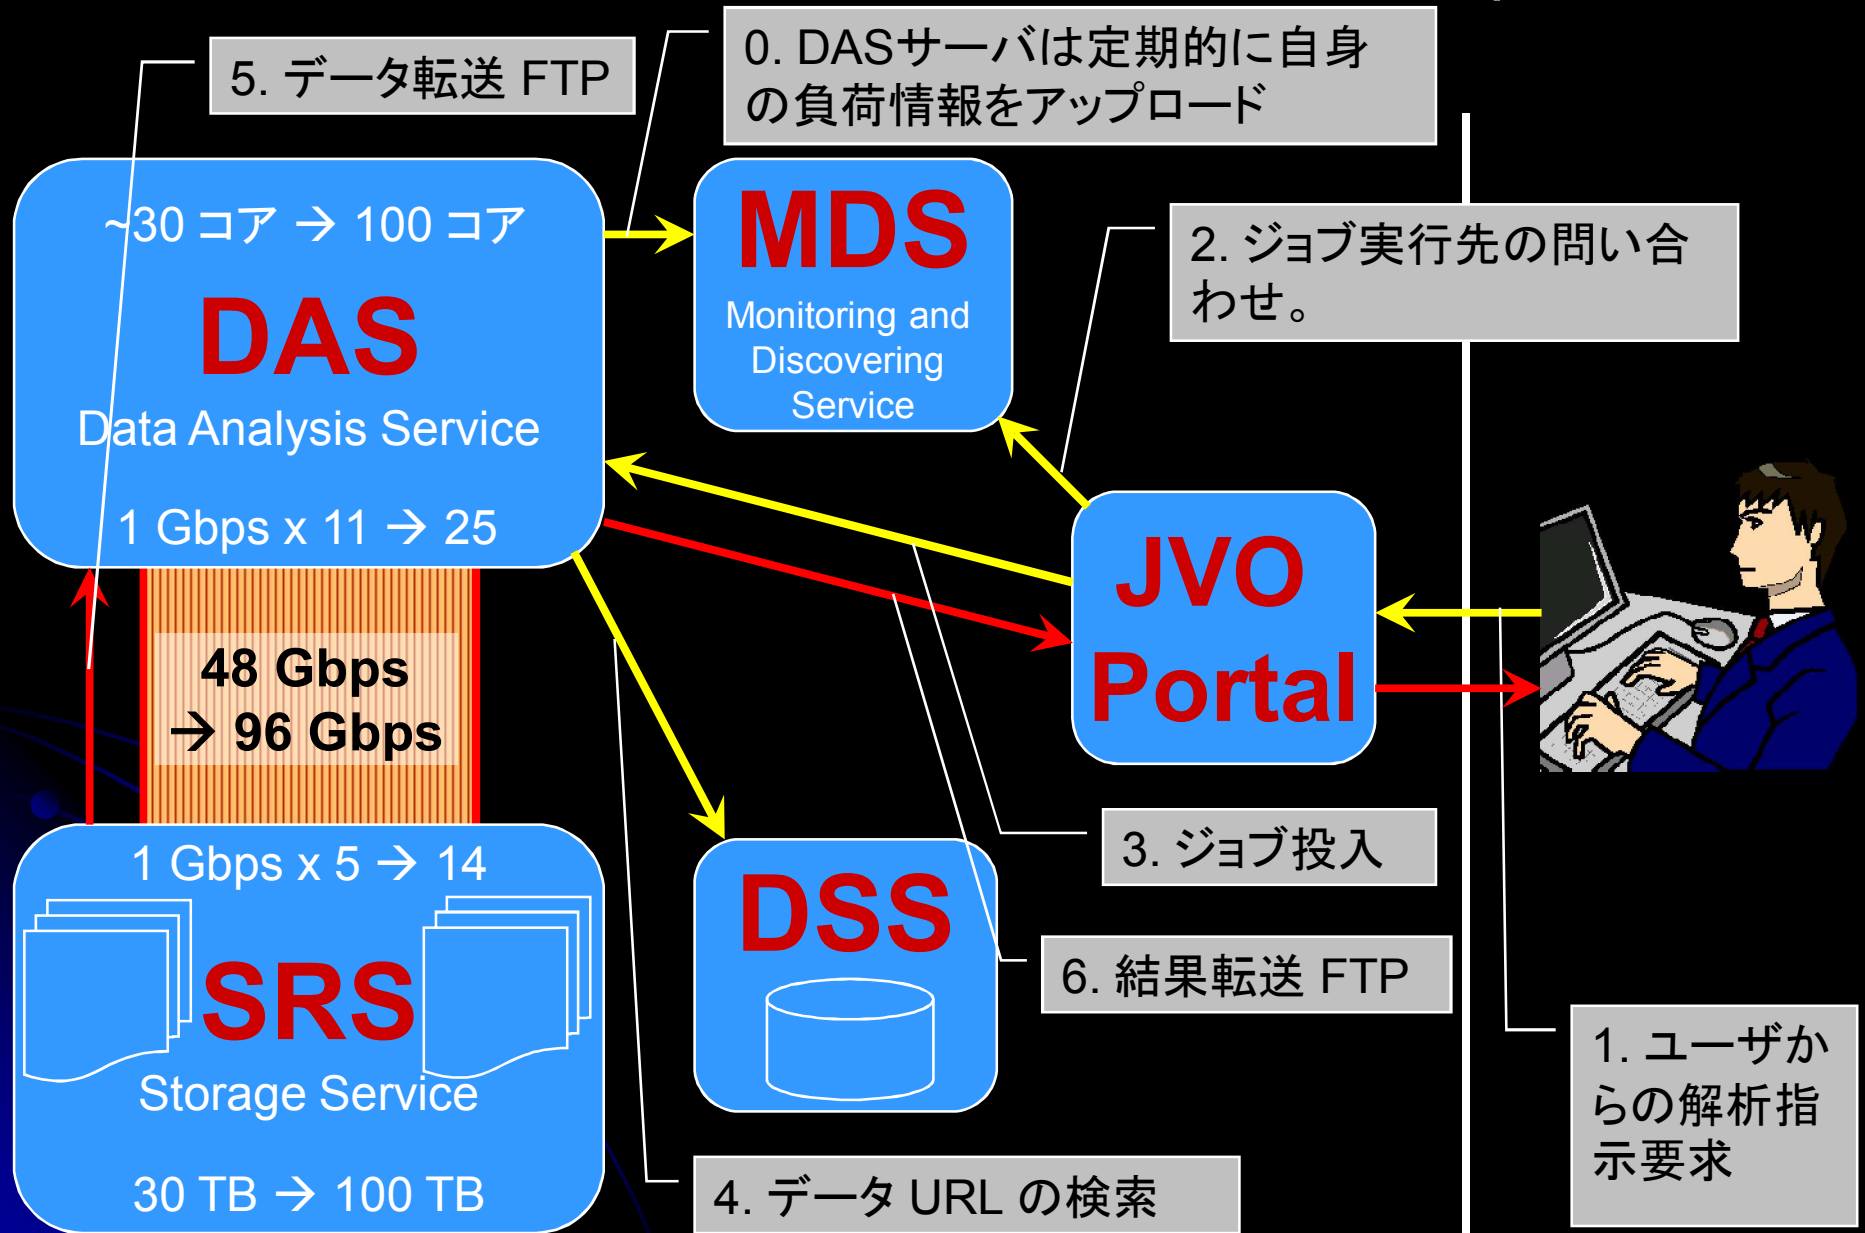 5. データ転送 FTP
0. DASサーバは定期的に自身
の負荷情報をアップロード
~30 コア → 100 コア
DAS
Data Analysis Service
1 Gbps x 11 → 25
MDS
Monitoring and
Discovering
Service
2. ジョブ実行先の問い合
わせ。
48 Gbps
→ 96 Gbps
JVO
Portal
1 Gbps x 5 → 14
SRS
Storage Service
30 TB → 100 TB
DSS
3. ジョブ投入
6. 結果転送 FTP
4. データ URL の検索
1. ユーザか
らの解析指
示要求